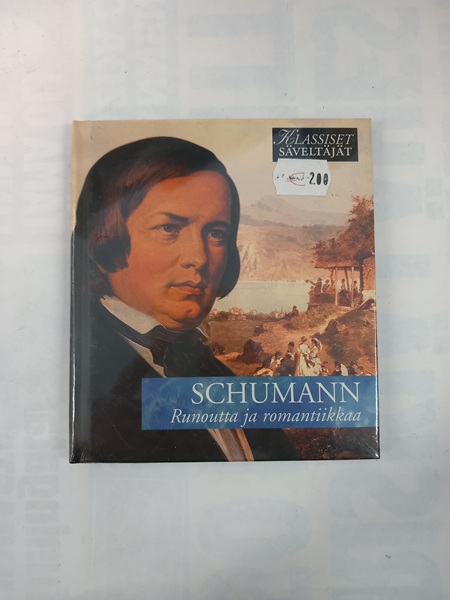 KLASSISET
SÄVELTÄJÄT
€ 2.00
SCHUMANN
Runoutta ja romantiikkaa